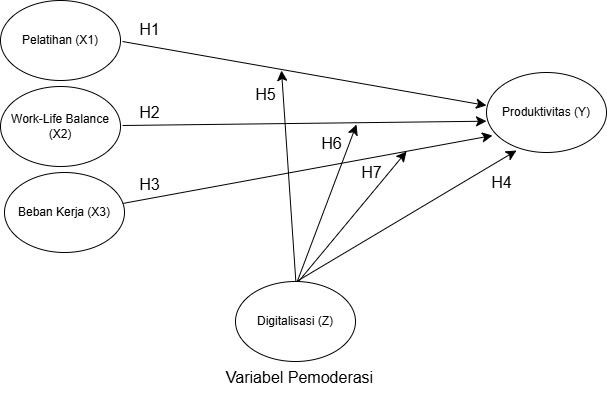 Pelatihan (X1)
H1
H5
Work-Life Balance
(X2)
H2
Produktivitas (Y)
H6
H7
Beban Kerja (X3)
H3
H4
Digitalisasi (Z)
Variabel Pemoderasi